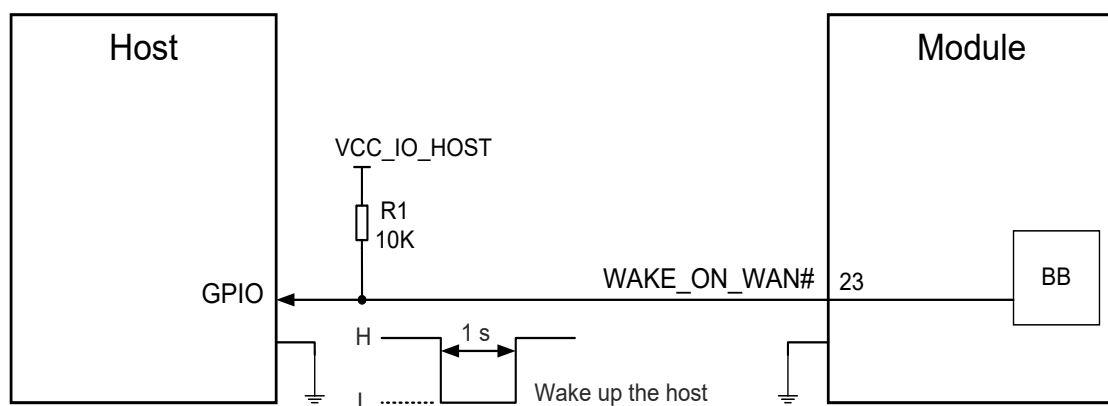 Host
Module
VCC_IO_HOST
R1
10K
GPIO
WAKE_ON_WAN#
23
BB
H
1 s
L
Wake up the host